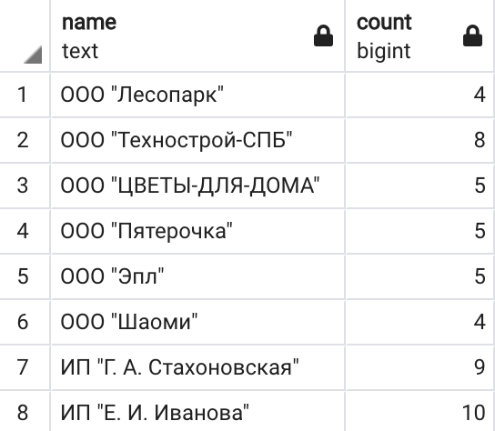 name count
text bigint
1 ООО "Лесопарк" 4
2 ООО "Технострой-СПБ" 8
3 ООО "ЦВЕТЫ-ДЛЯ-ДОМА" 5
4 ООО "Пятерочка" 5
5 ООО "Эпл" 5
6 ООО "Шаоми" 4
7 ИП "Г. А. Стахоновская" 9
8 ИП "Е. И. Иванова" 10